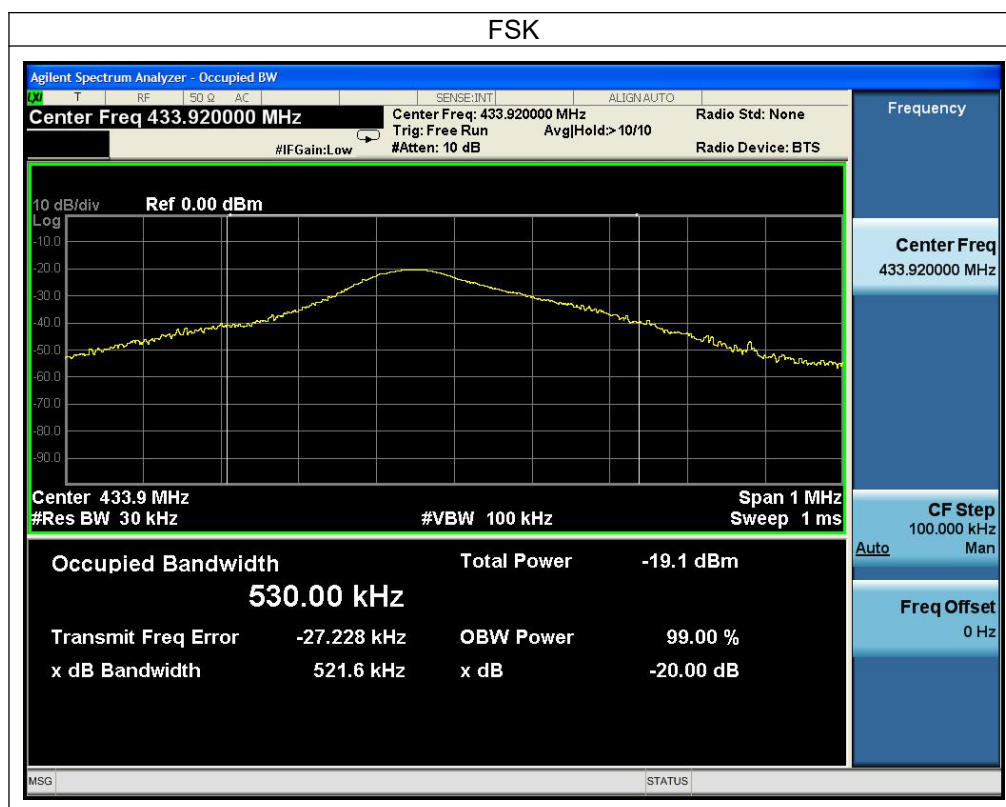 FSK
Agilent Spectrum Analyzer - Occupied BW
LXI T RF 50 Ω AC SENSE:INT ALIGN AUTO
Center Freq 433.920000 MHz
#IFGain:Low
Center Freq: 433.920000 MHz
Trig: Free Run Avg|Hold:>10/10
#Atten: 10 dB
Radio Std: None
Radio Device: BTS
10 dB/div Ref 0.00 dBm
Log
-10.0
-20.0
-30.0
-40.0
-50.0
-60.0
-70.0
-80.0
-90.0
Center 433.9 MHz Span 1 MHz
#Res BW 30 kHz #VBW 100 kHz Sweep 1 ms
Occupied Bandwidth Total Power -19.1 dBm
530.00 kHz
Transmit Freq Error -27.228 kHz OBW Power 99.00 %
x dB Bandwidth 521.6 kHz x dB -20.00 dB
Frequency
Center Freq
433.920000 MHz
CF Step
100.000 kHz
Auto Man
Freq Offset
0 Hz
MSG STATUS